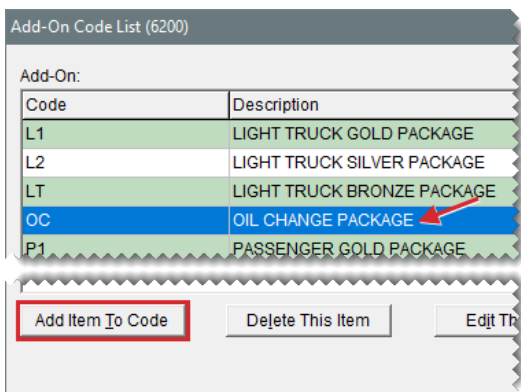 Add-On Code List (6200)
Add-On:
Code Description
L1 LIGHT TRUCK GOLD PACKAGE
L2 LIGHT TRUCK SILVER PACKAGE
LT LIGHT TRUCK BRONZE PACKAGE
OC OIL CHANGE PACKAGE
P1 PASSENGER GOLD PACKAGE
Add Item To Code Delete This Item Edit Th